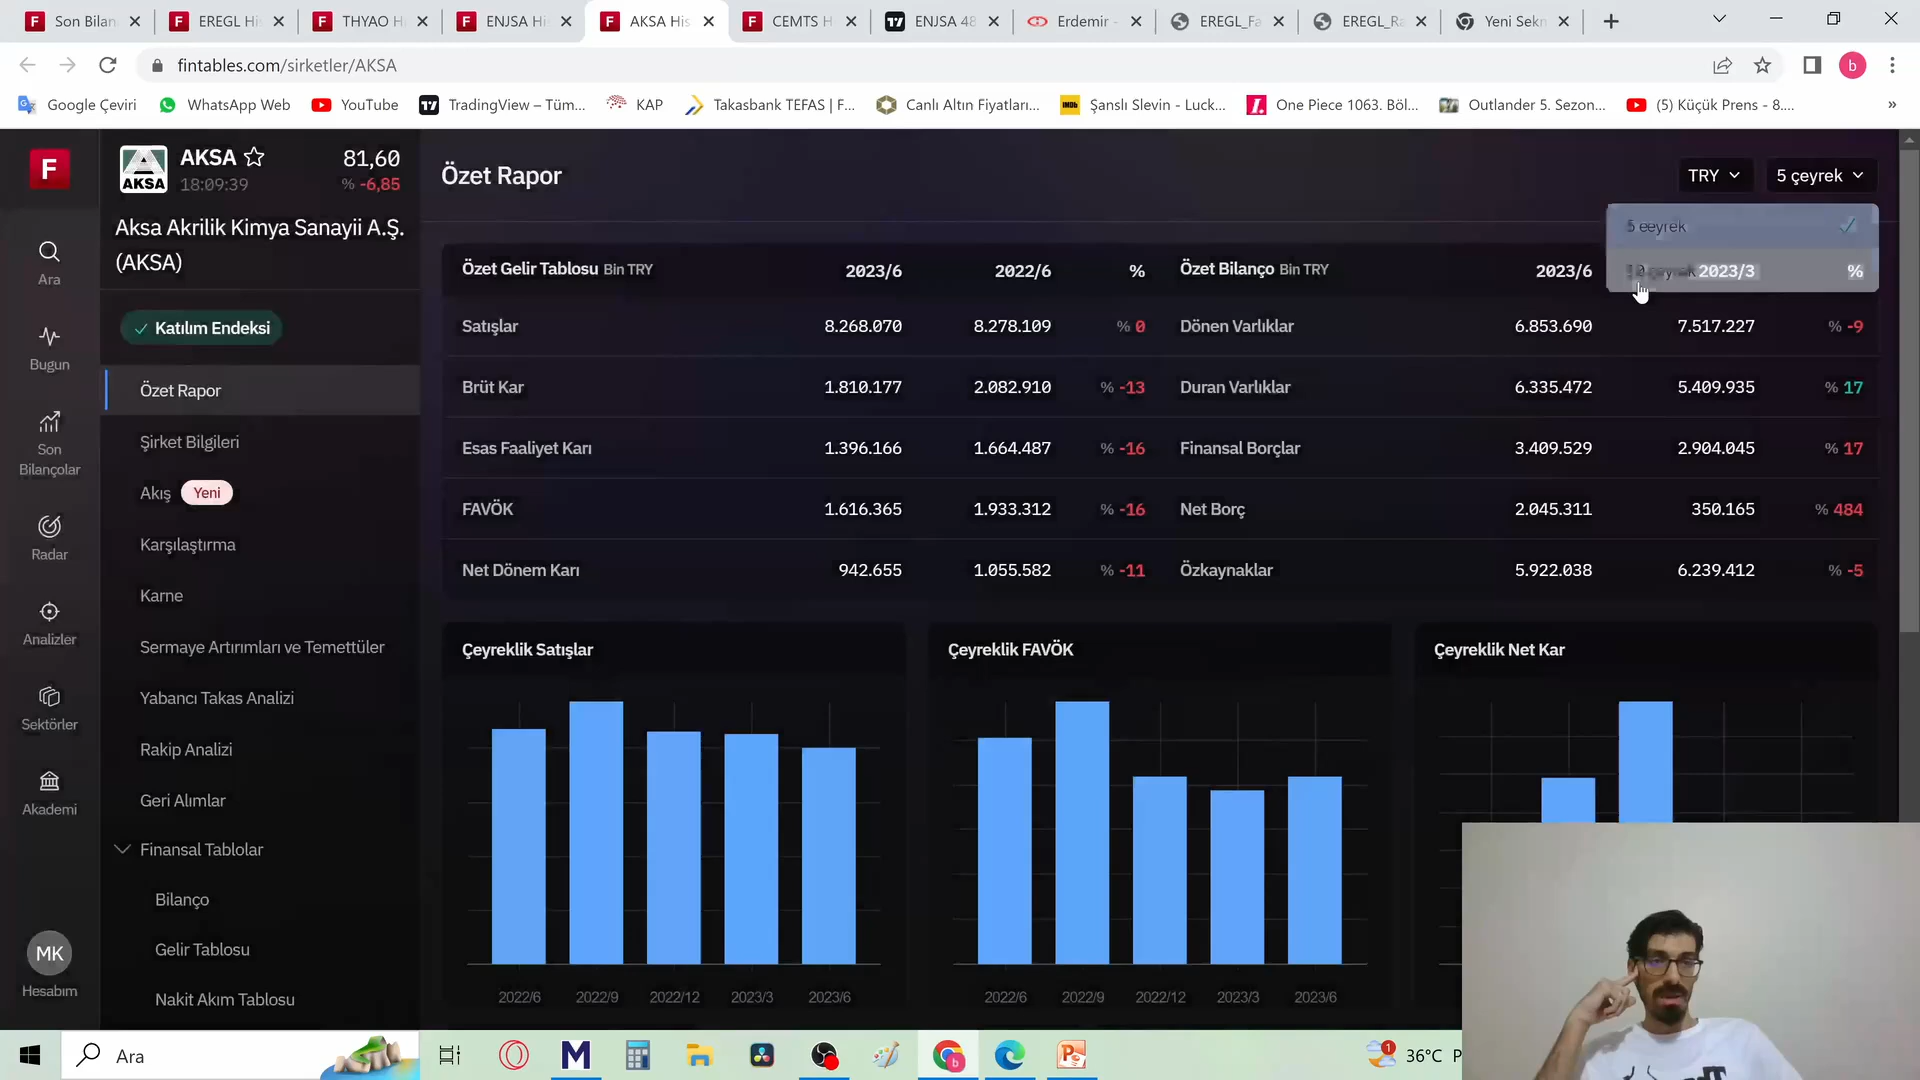 Son Bilan
EREGL Hi
THYAO H
ENJSA Hi
AKSA His
CEMTS H
ENJSA 48
Erdemir -
EREGL_Fa
EREGL_Ra
Yeni Sekn
fintables.com/sirketler/AKSA
b
Google Çeviri
WhatsApp Web
YouTube
TradingView – Tüm...
KAP
Takasbank TEFAS | F...
Canlı Altın Fiyatları...
Şanslı Slevin - Luck...
One Piece 1063. Böl...
Outlander 5. Sezon...
(5) Küçük Prens - 8....
»
F
Ara
Bugun
Son
Bilançolar
Radar
Analizler
Sektörler
Akademi
MK
Hesabım
AKSA
AKSA
81,60
18:09:39
% -6,85
Aksa Akrilik Kimya Sanayii A.Ş.
(AKSA)
Katılım Endeksi
Özet Rapor
Şirket Bilgileri
Akış
Yeni
Karşılaştırma
Karne
Sermaye Artırımları ve Temettüler
Yabancı Takas Analizi
Rakip Analizi
Geri Alımlar
Finansal Tablolar
Bilanço
Gelir Tablosu
Nakit Akım Tablosu
Özet Rapor
TRY
5 çeyrek
5 çeyrek
Özet Gelir Tablosu Bin TRY 2023/6 2022/6 %
Satışlar 8.268.070 8.278.109 % 0
Brüt Kar 1.810.177 2.082.910 % -13
Esas Faaliyet Karı 1.396.166 1.664.487 % -16
FAVÖK 1.616.365 1.933.312 % -16
Net Dönem Karı 942.655 1.055.582 % -11
Özet Bilanço Bin TRY 2023/6 2023/3 %
Dönen Varlıklar 6.853.690 7.517.227 % -9
Duran Varlıklar 6.335.472 5.409.935 % 17
Finansal Borçlar 3.409.529 2.904.045 % 17
Net Borç 2.045.311 350.165 % 484
Özkaynaklar 5.922.038 6.239.412 % -5
Çeyreklik Satışlar
2022/6 2022/9 2022/12 2023/3 2023/6
Çeyreklik FAVÖK
2022/6 2022/9 2022/12 2023/3 2023/6
Çeyreklik Net Kar
Ara
1
36°C P